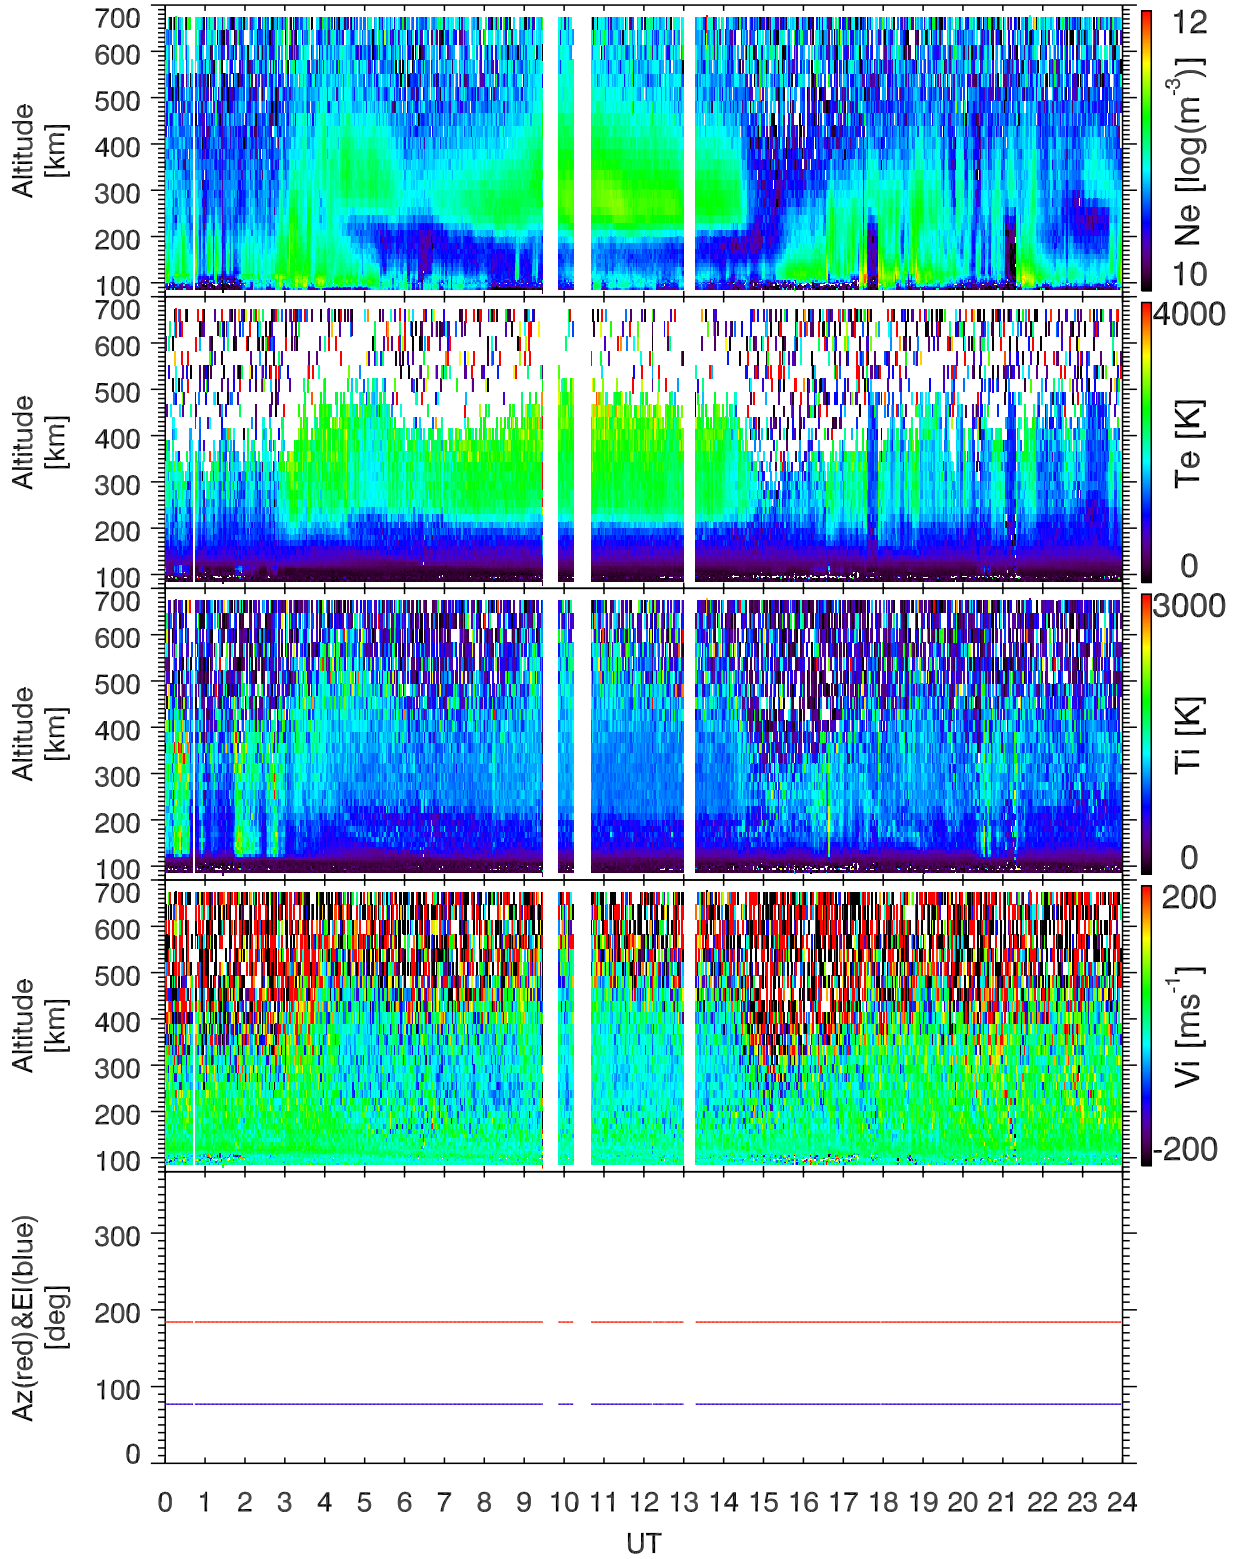 700
600
500
400
300
200
100
Altitude
[km]
12
10
Ne [log(m⁻³)]
700
600
500
400
300
200
100
Altitude
[km]
4000
0
Te [K]
700
600
500
400
300
200
100
Altitude
[km]
3000
0
Ti [K]
700
600
500
400
300
200
100
Altitude
[km]
200
-200
Vi [ms⁻¹]
300
200
100
0
Az(red)&El(blue)
[deg]
0 1 2 3 4 5 6 7 8 9 10 11 12 13 14 15 16 17 18 19 20 21 22 23 24
UT